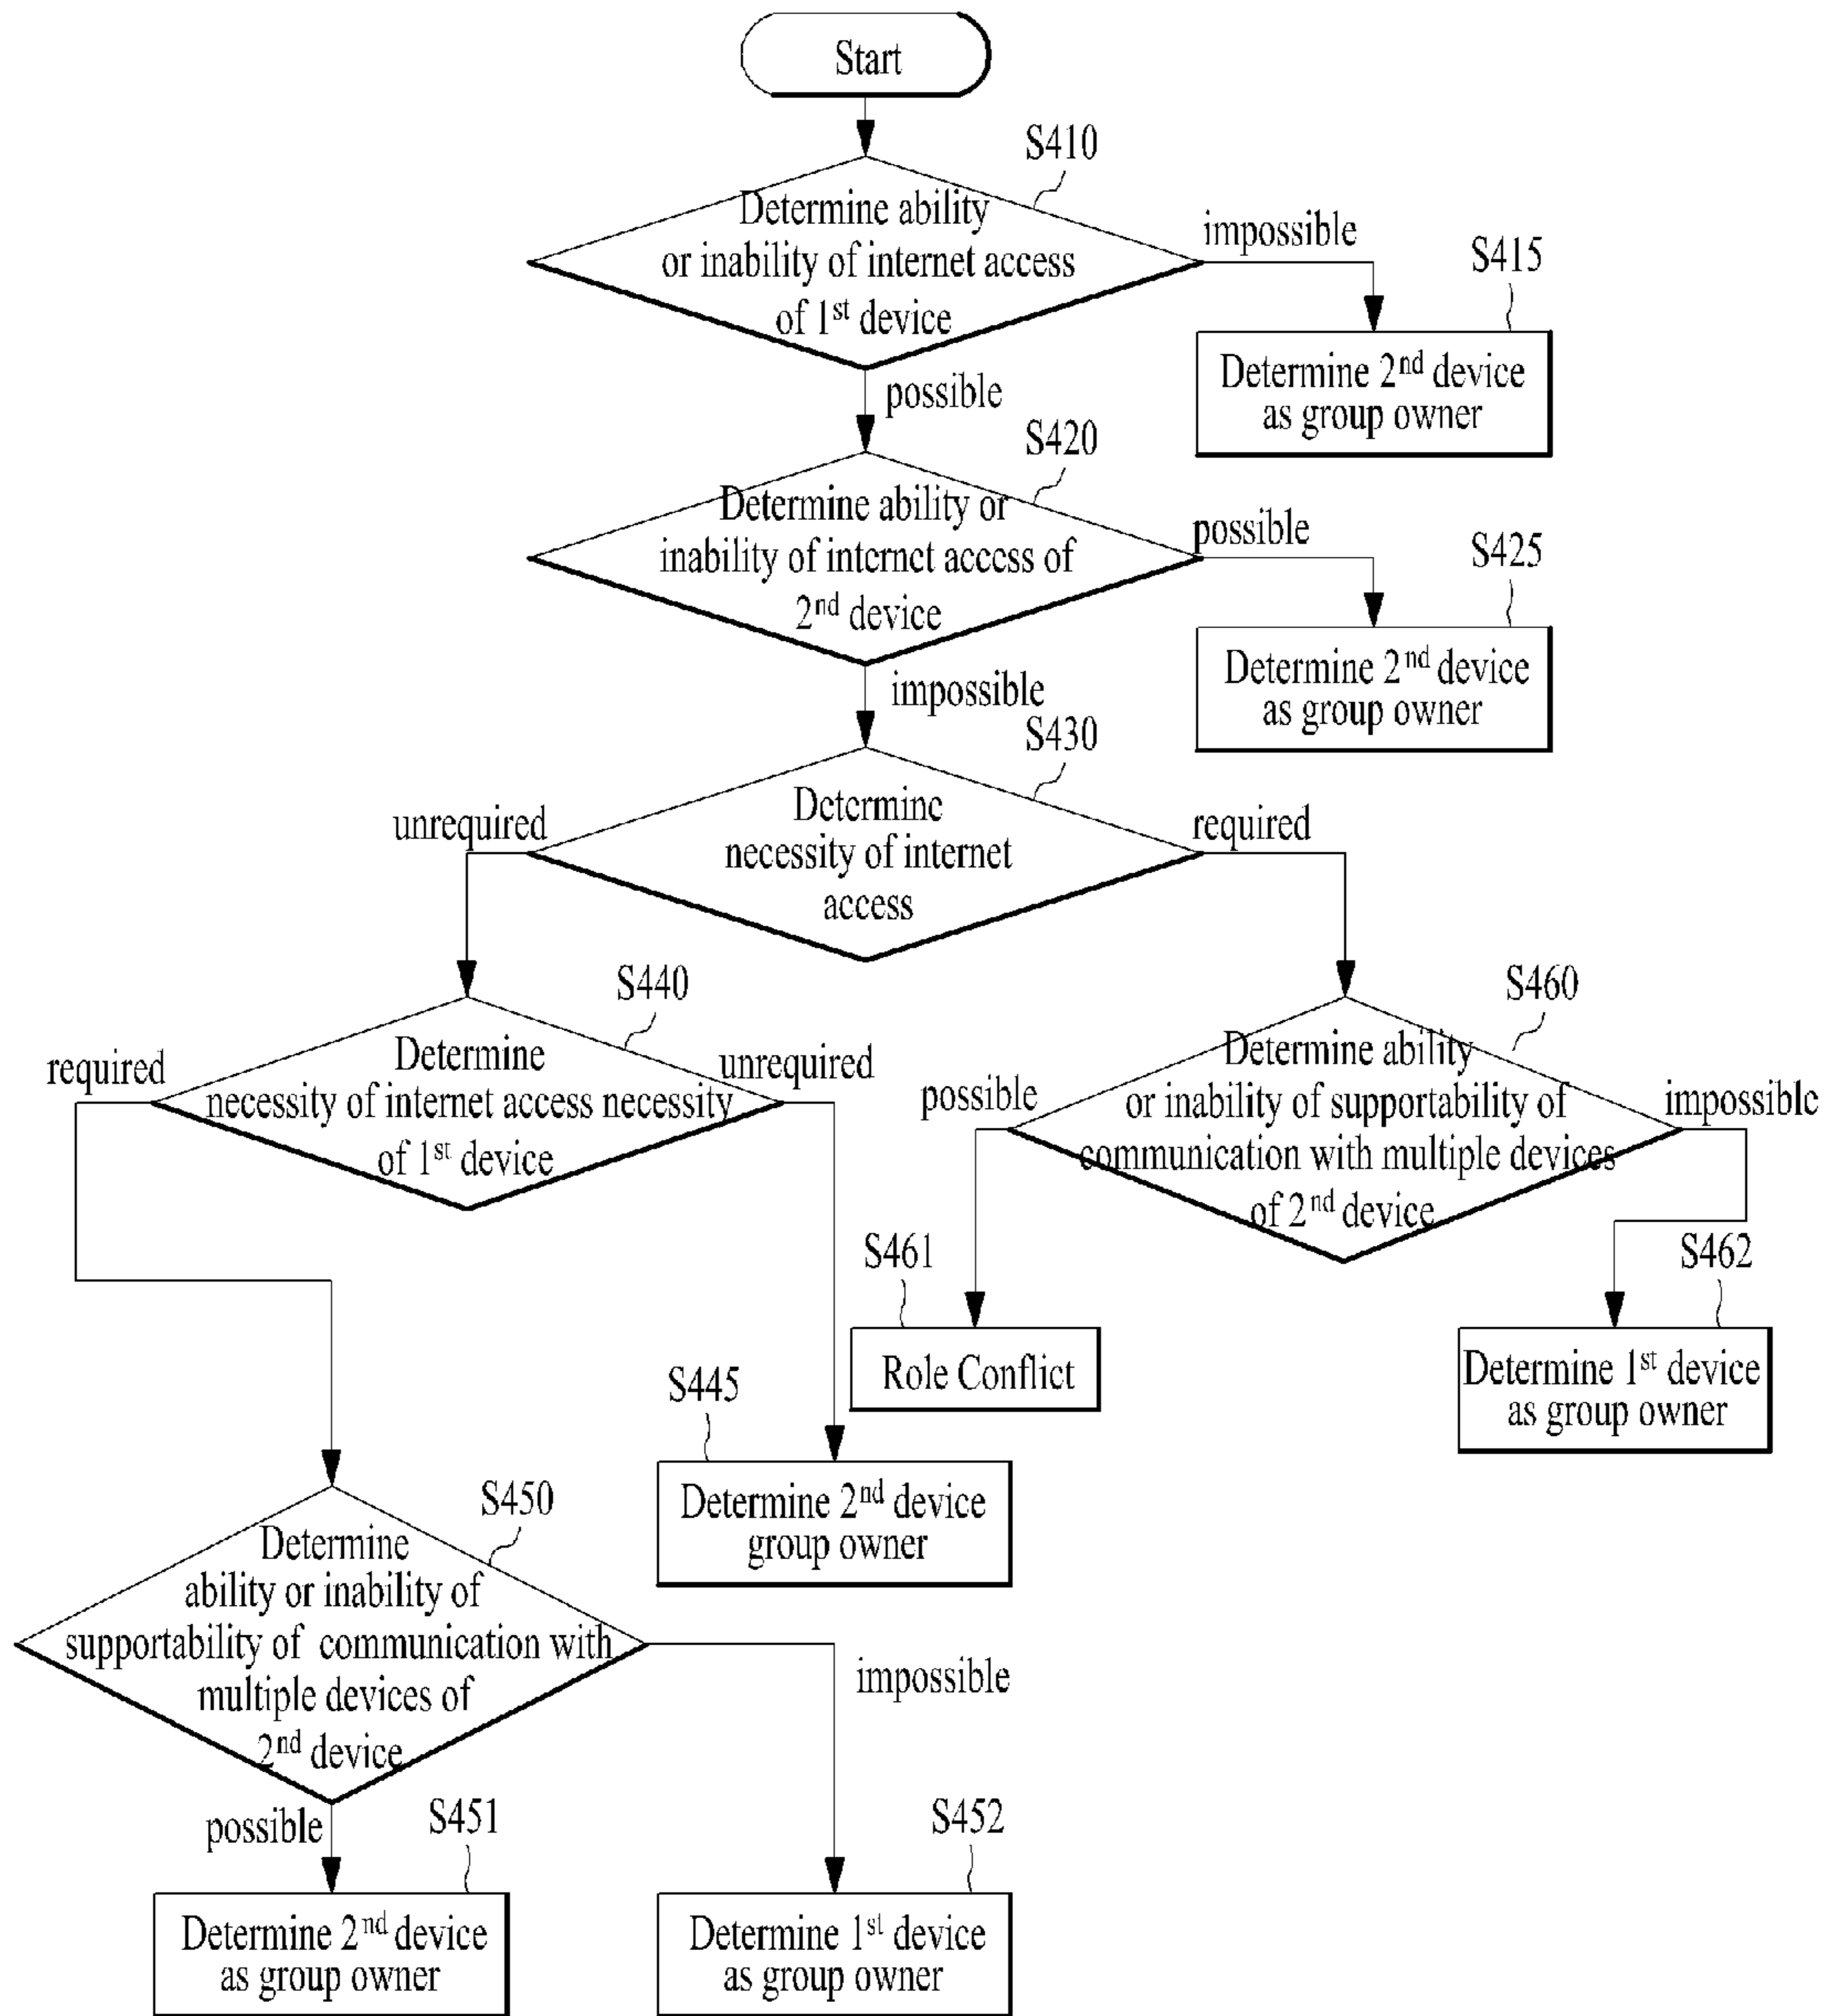 Start
S410
Determine ability
or inability of internet access
of 1st device
impossible
S415
Determine 2nd device
as group owner
possible
S420
Determine ability or
inability of internet access of
2nd device
possible
S425
Determine 2nd device
as group owner
impossible
S430
Determine
necessity of internet
access
unrequired
required
S440
Determine
necessity of internet access necessity
of 1st device
required
unrequired
S460
Determine ability
or inability of supportability of
communication with multiple devices
of 2nd device
possible
impossible
S461
Role Conflict
S462
Determine 1st device
as group owner
S445
Determine 2nd device
group owner
S450
Determine
ability or inability of
supportability of communication with
multiple devices of
2nd device
impossible
possible
S451
Determine 2nd device
as group owner
S452
Determine 1st device
as group owner